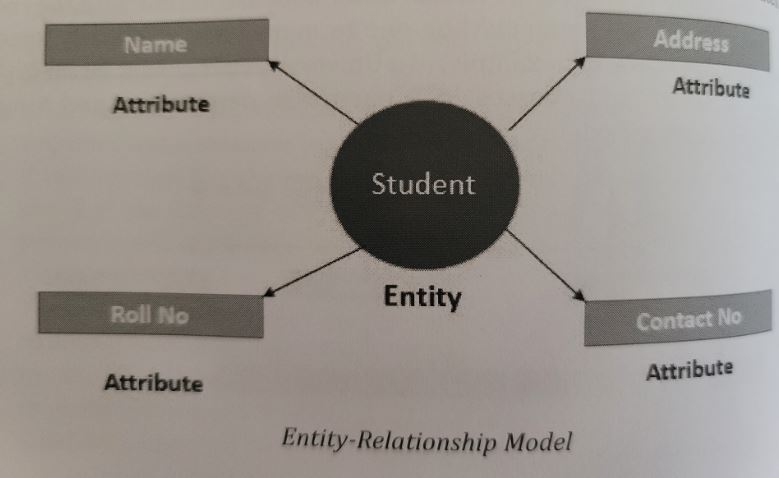 Name
Attribute
Address
Attribute
Student
Entity
Roll No
Attribute
Contact No
Attribute
Entity-Relationship Model